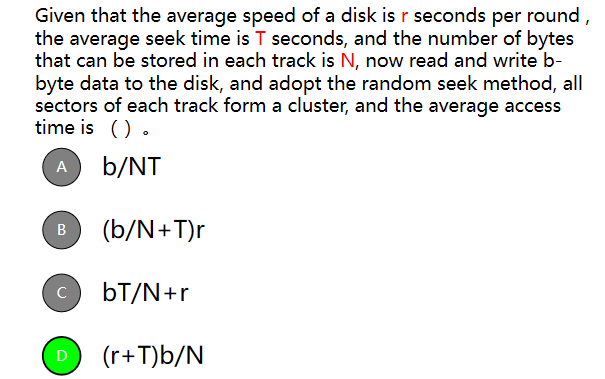 Given that the average speed of a disk is r seconds per round ,
the average seek time is T seconds, and the number of bytes
that can be stored in each track is N, now read and write b-
byte data to the disk, and adopt the random seek method, all
sectors of each track form a cluster, and the average access
time is ( ) 。
A b/NT
B (b/N+T)r
C bT/N+r
D (r+T)b/N